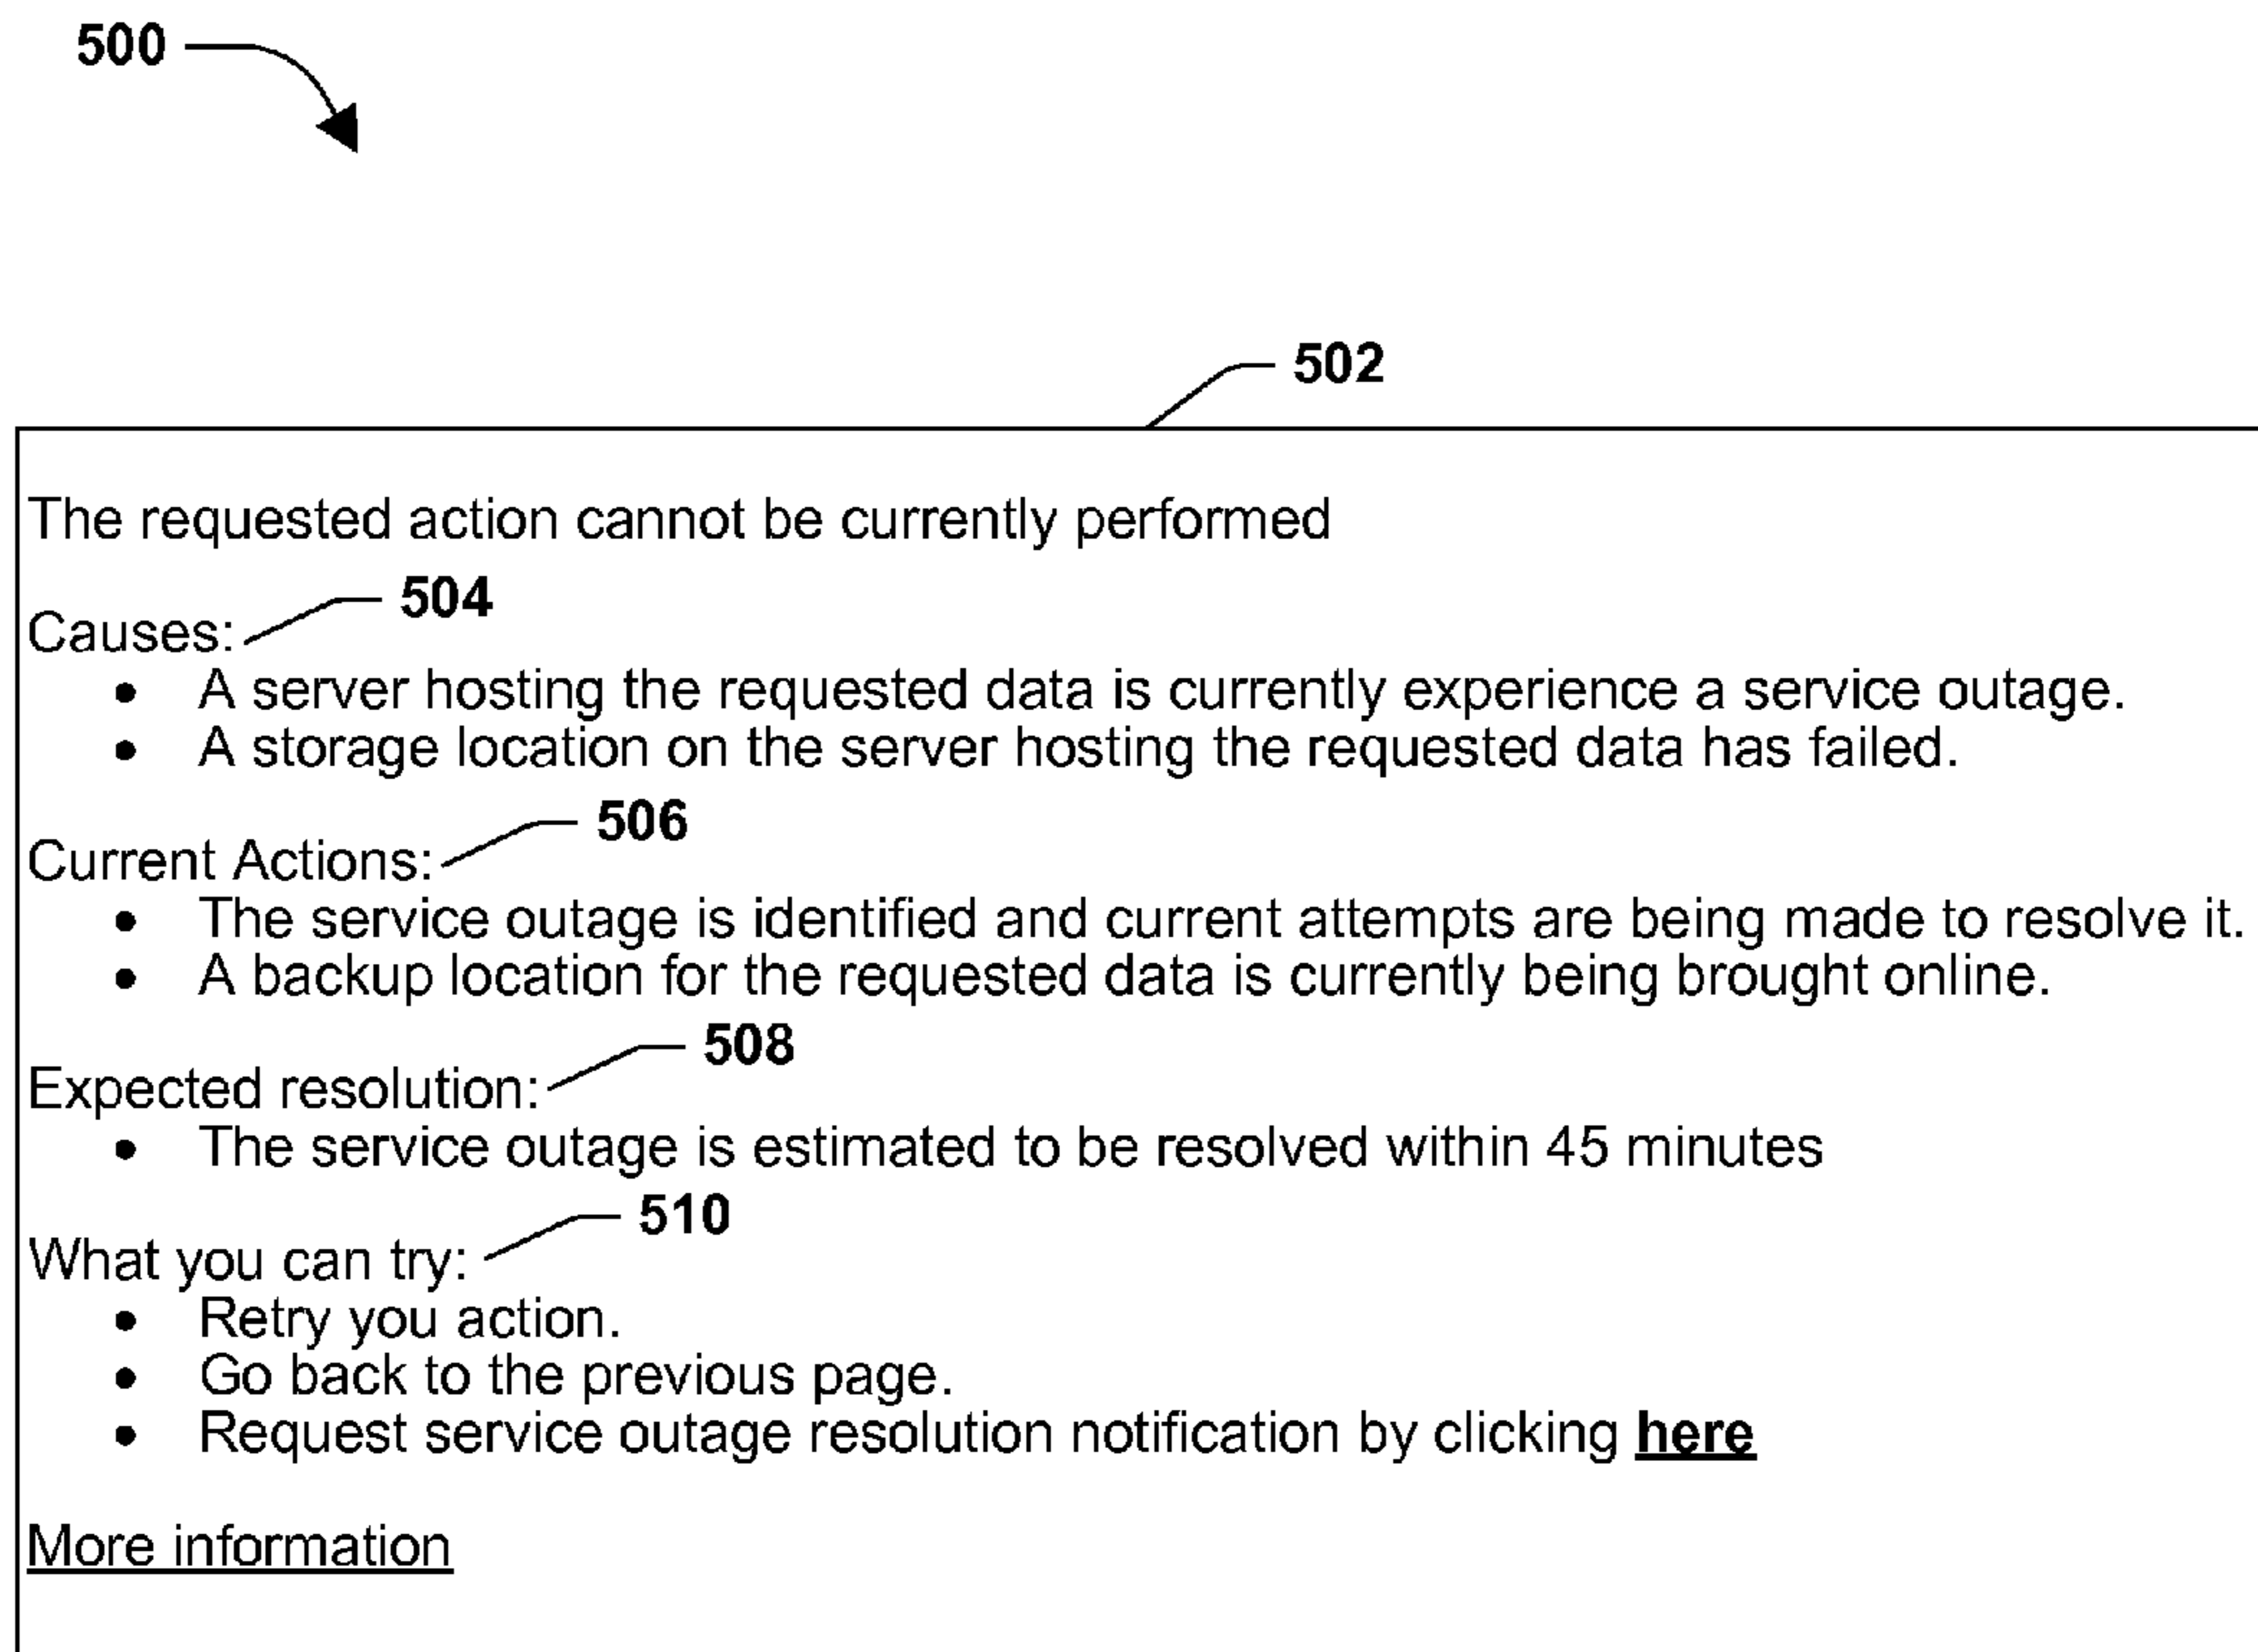 500
502
The requested action cannot be currently performed
504
Causes:
• A server hosting the requested data is currently experience a service outage.
• A storage location on the server hosting the requested data has failed.
506
Current Actions:
• The service outage is identified and current attempts are being made to resolve it.
• A backup location for the requested data is currently being brought online.
508
Expected resolution:
• The service outage is estimated to be resolved within 45 minutes
510
What you can try:
• Retry you action.
• Go back to the previous page.
• Request service outage resolution notification by clicking here
More information